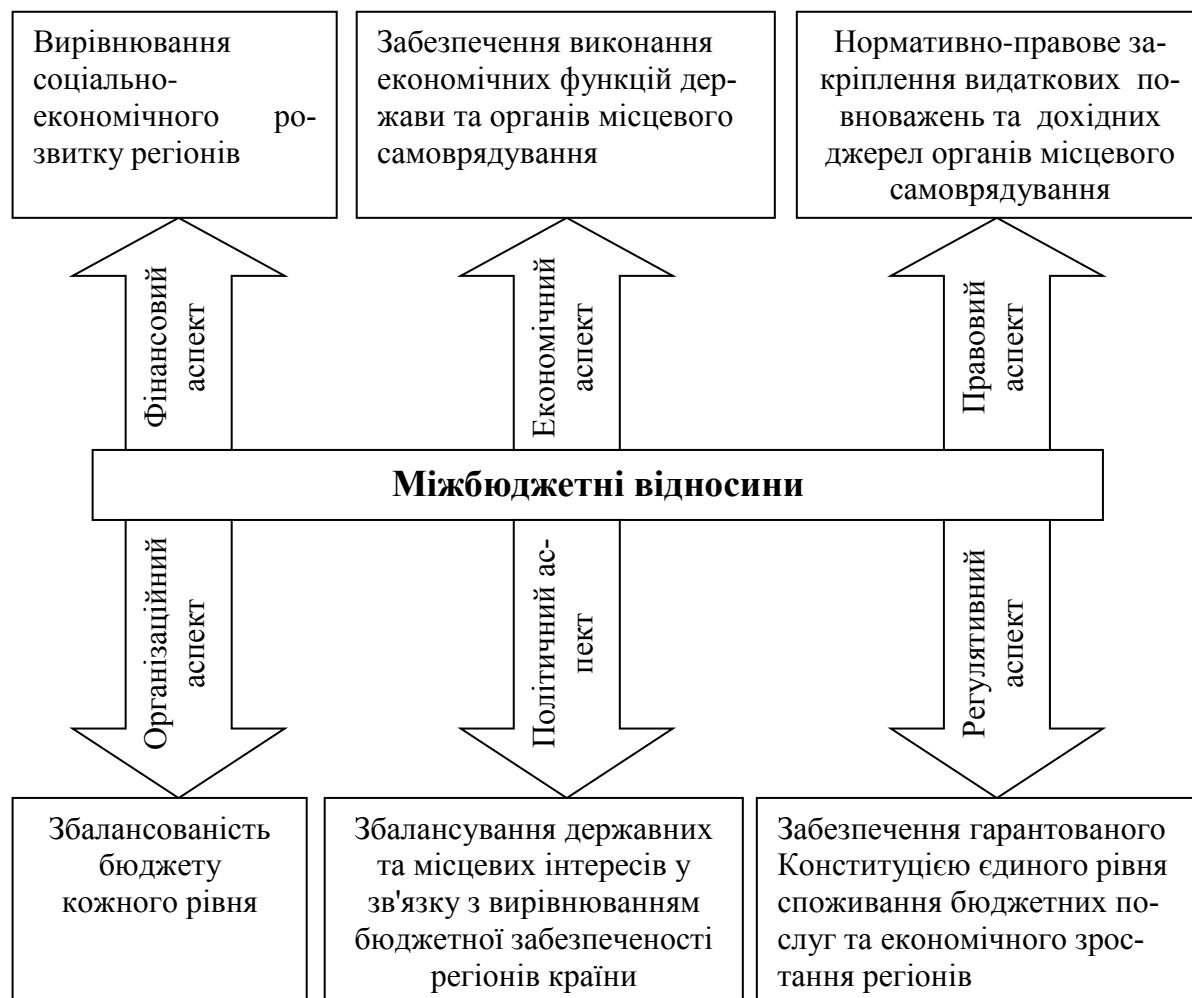 Вирівнювання
соціально-
економічного ро-
звитку регіонів
Забезпечення виконання
економічних функцій дер-
жави та органів місцевого
самоврядування
Нормативно-правове за-
кріплення видаткових по-
вноважень та дохідних
джерел органів місцевого
самоврядування
Фінансовий
аспект
Економічний
аспект
Правовий
аспект
Міжбюджетні відносини
Організаційний
аспект
Політичний ас-
пект
Регулятивний
аспект
Збалансованість
бюджету
кожного рівня
Збалансування державних
та місцевих інтересів у
зв'язку з вирівнюванням
бюджетної забезпеченості
регіонів країни
Забезпечення гарантованого
Конституцією єдиного рівня
споживання бюджетних по-
слуг та економічного зрос-
тання регіонів